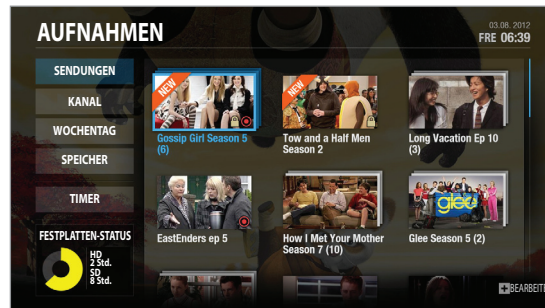 AUFNAHMEN
03.08. 2012
FRE 06:39
SENDUNGEN
KANAL
WOCHENTAG
SPEICHER
TIMER
FESTPLATTEN-STATUS
HD
2 Std.
SD
8 Std.
NEW
Gossip Girl Season 5
(6)
NEW
Tow and a Half Men
Season 2
Long Vacation Ep 10
(3)
EastEnders ep 5
How I Met Your Mother
Season 7 (10)
glee
Glee Season 5 (2)
BEARBEITE